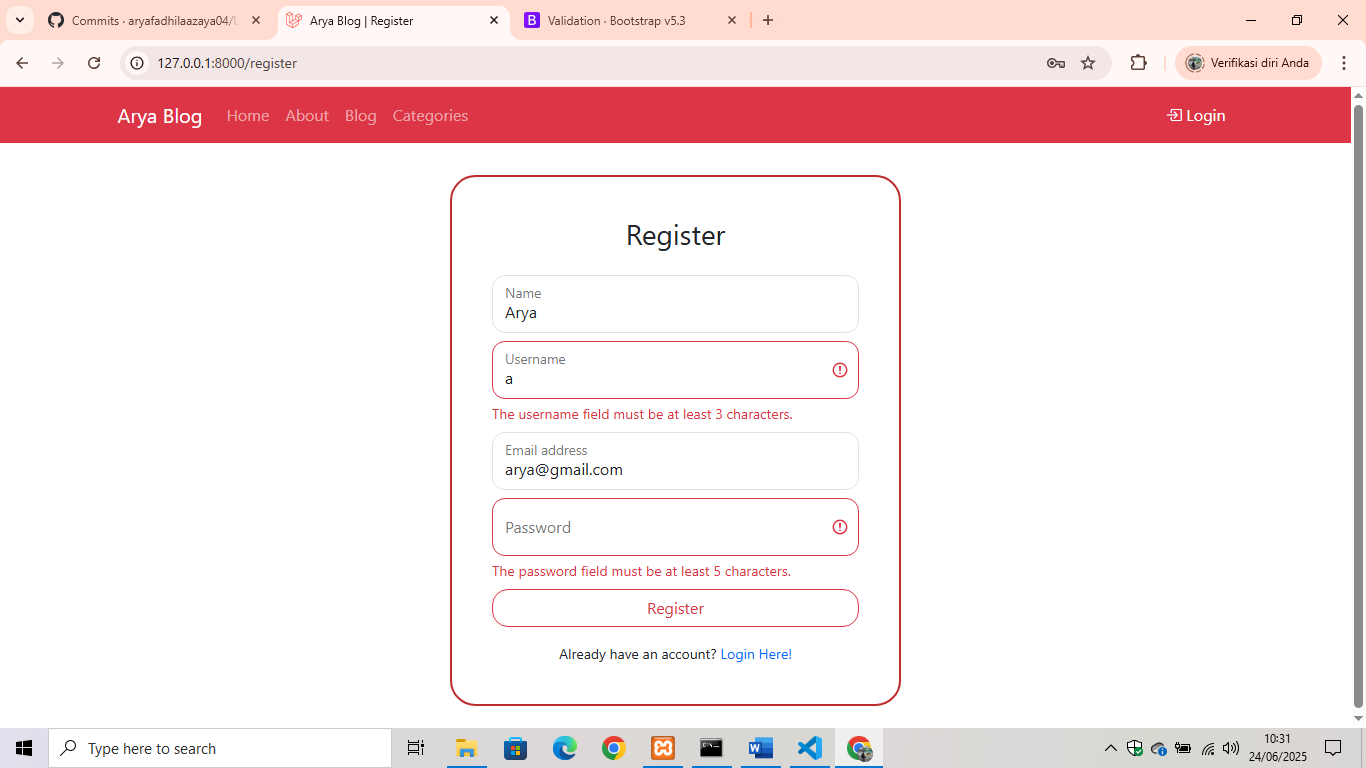 Commits · aryafadhilaazaya04/
Arya Blog | Register
Validation · Bootstrap v5.3
127.0.0.1:8000/register
Verifikasi diri Anda
Arya Blog Home About Blog Categories Login
Register
Name
Arya
Username
a
The username field must be at least 3 characters.
Email address
arya@gmail.com
Password
The password field must be at least 5 characters.
Register
Already have an account? Login Here!
Type here to search
10:31
24/06/2025